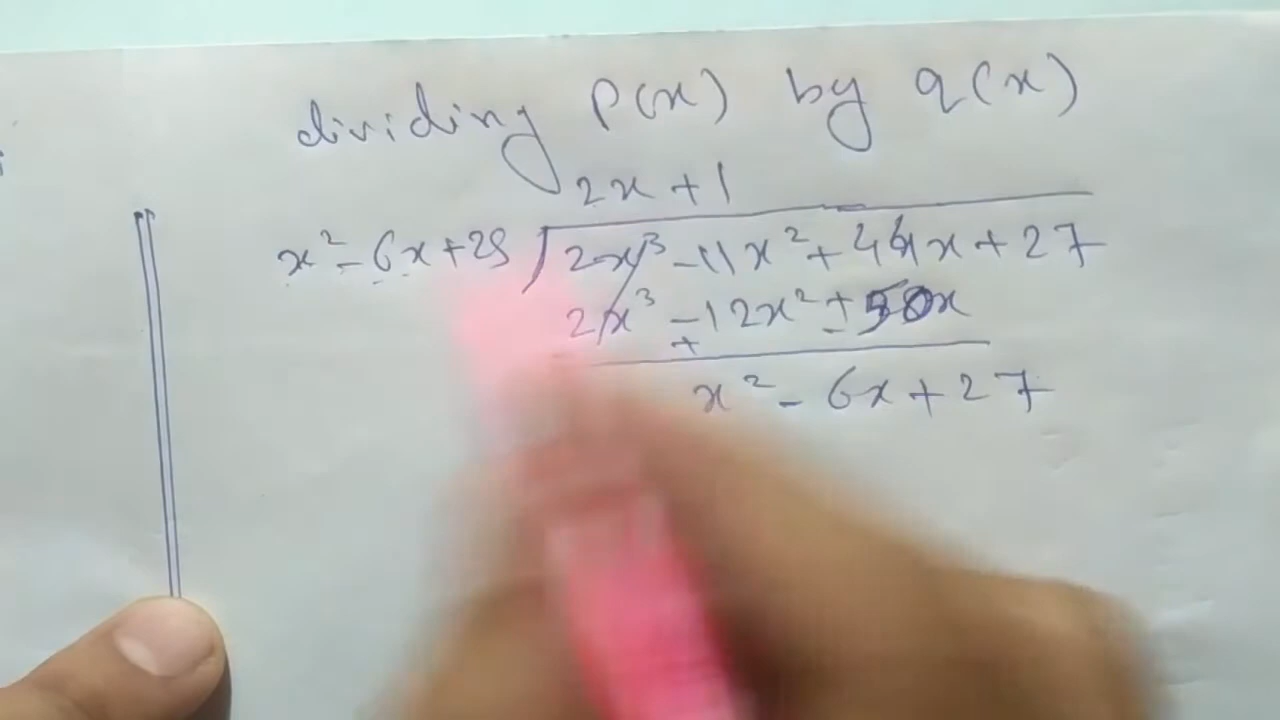 dividing P(x) by q(x)
2x + 1
x² - 6x + 25 ) 2x³ - 11x² + 44x + 27
2x³ - 12x² + 50x
+ -
x² - 6x + 27